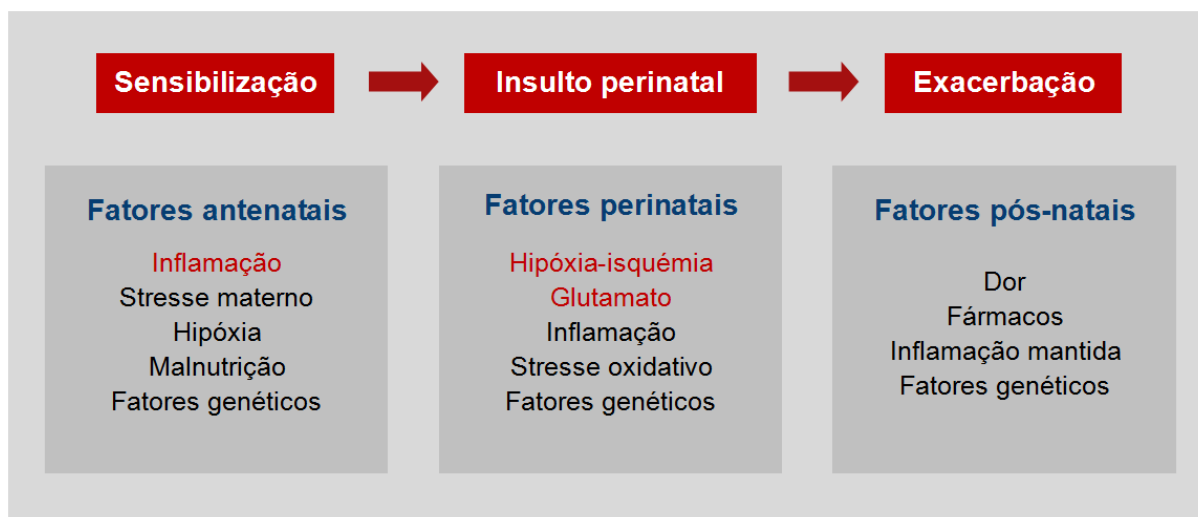 Sensibilização
Insulto perinatal
Exacerbação
Fatores antenatais
Inflamação
Stresse materno
Hipóxia
Malnutrição
Fatores genéticos
Fatores perinatais
Hipóxia-isquémia
Glutamato
Inflamação
Stresse oxidativo
Fatores genéticos
Fatores pós-natais
Dor
Fármacos
Inflamação mantida
Fatores genéticos